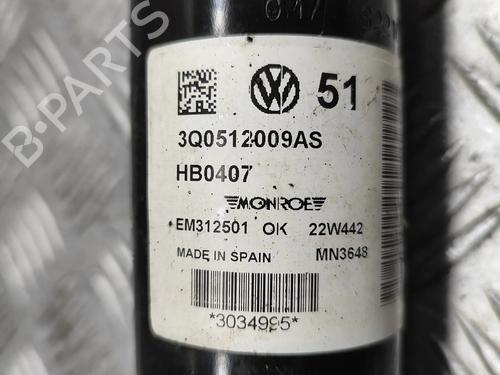 51
3Q0512009AS
HB0407
MONROE
EM312501 OK 22W442
MADE IN SPAIN MN3648
*3034995*
B-PARTS